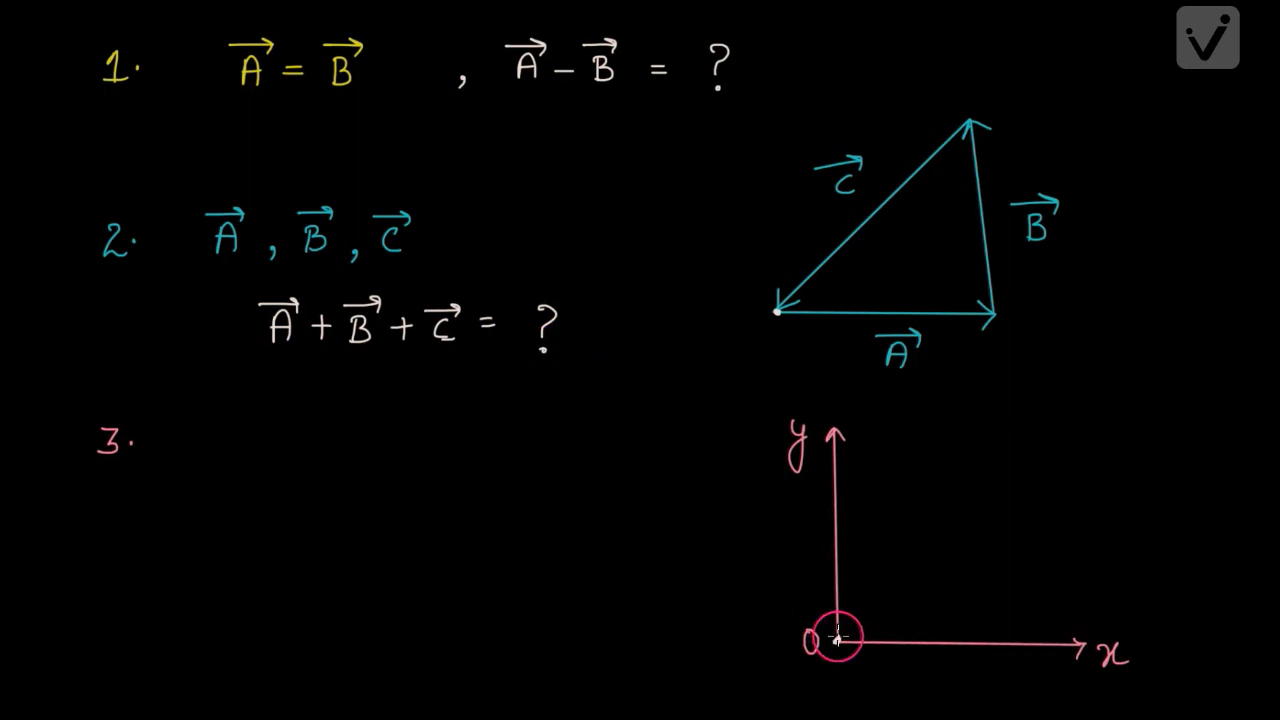 1. A⃗ = B⃗ , A⃗ − B⃗ = ?
2. A⃗ , B⃗ , C⃗
A⃗ + B⃗ + C⃗ = ?
C⃗
B⃗
A⃗
3.
y
O
x